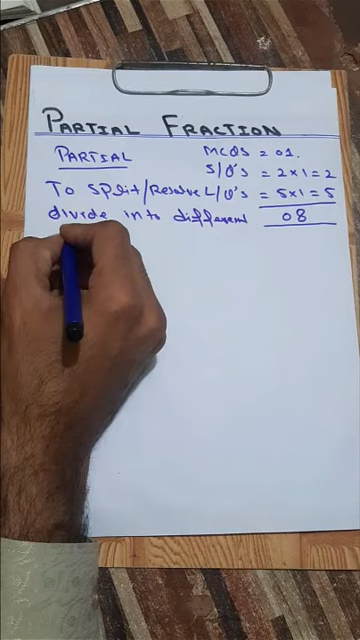 PARTIAL FRACTION
PARTIAL
MCQS = 01.
S/Q's = 2x1=2
To Split/Resolve L/Q's = 5x1=5
divide into different 08